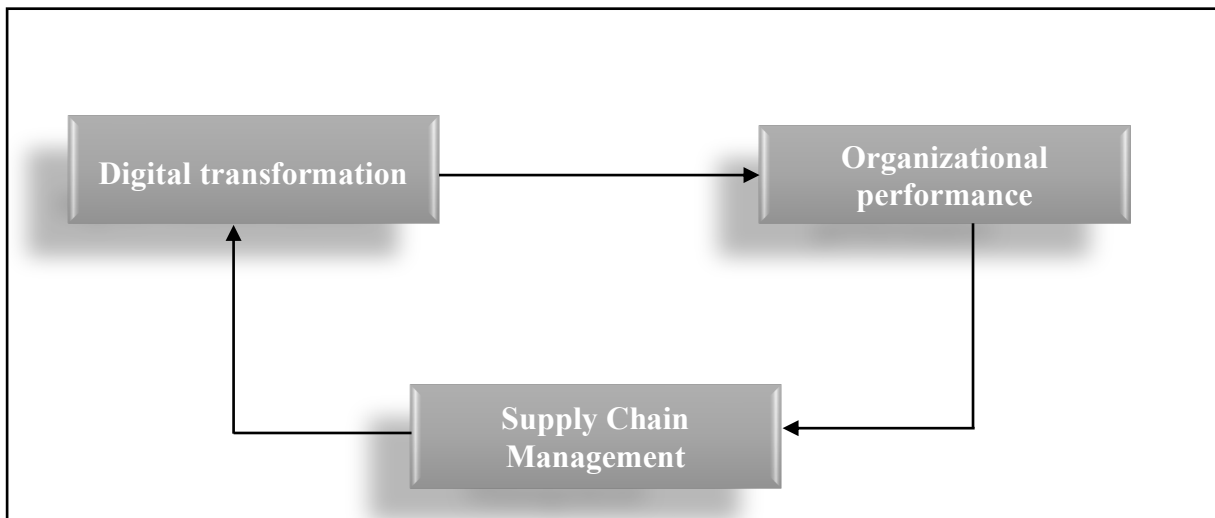 Digital transformation
Organizational
performance
Supply Chain
Management